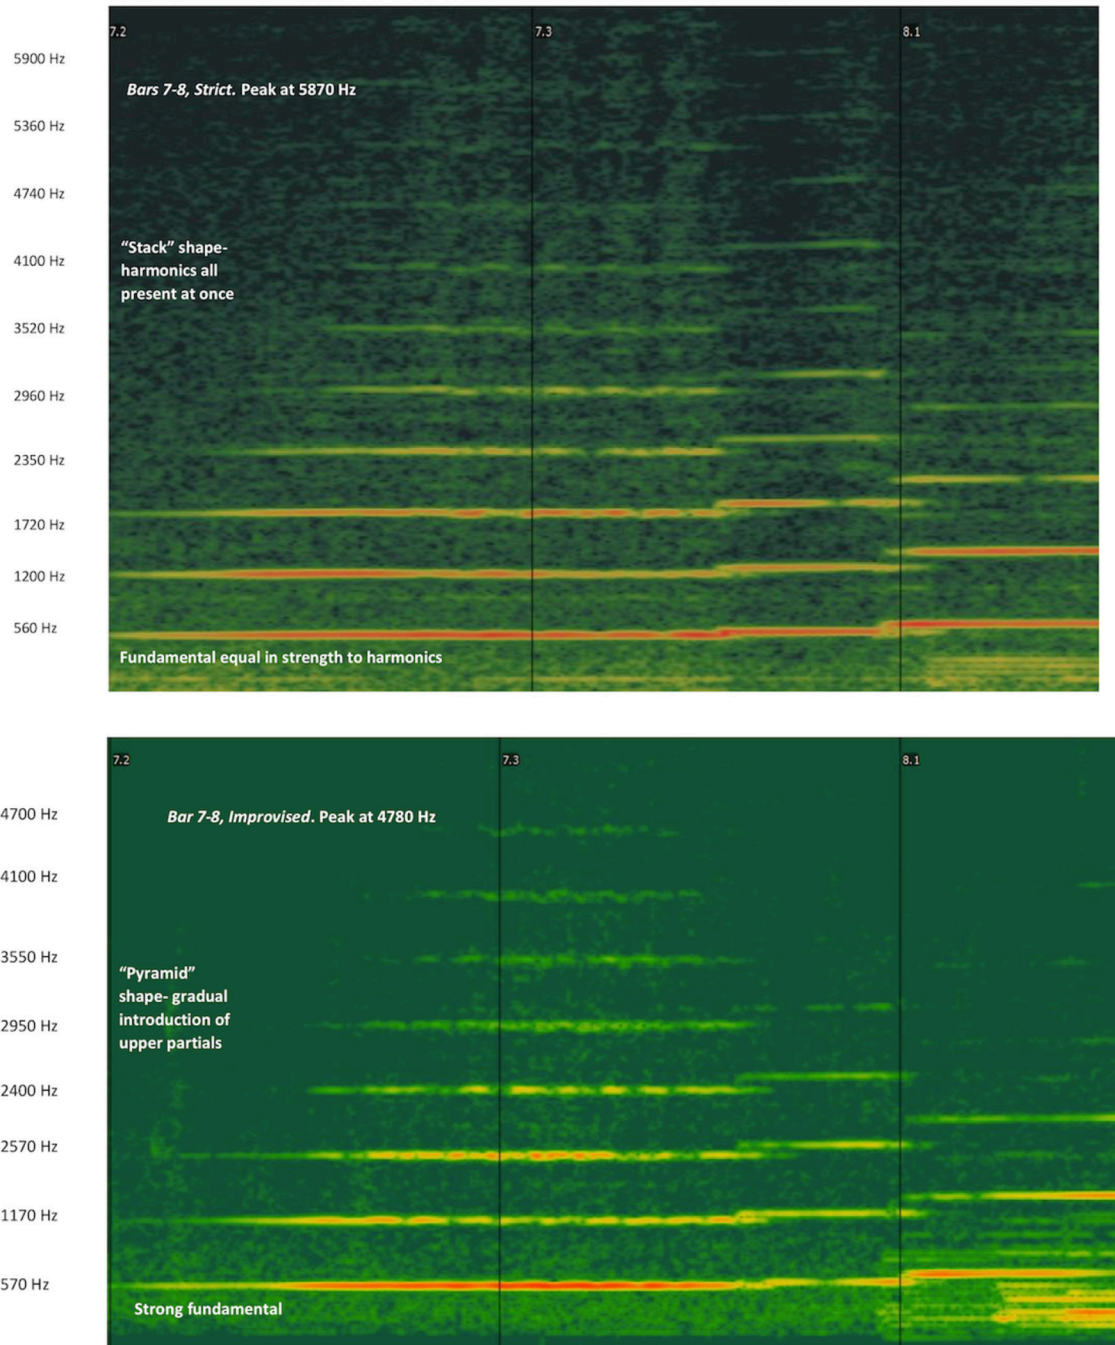 7.2
7.3
8.1
5900 Hz
Bars 7-8, Strict. Peak at 5870 Hz
5360 Hz
4740 Hz
“Stack” shape-
harmonics all
present at once
4100 Hz
3520 Hz
2960 Hz
2350 Hz
1720 Hz
1200 Hz
560 Hz
Fundamental equal in strength to harmonics
7.2
7.3
8.1
4700 Hz
Bar 7-8, Improvised. Peak at 4780 Hz
4100 Hz
3550 Hz
“Pyramid”
shape- gradual
introduction of
upper partials
2950 Hz
2400 Hz
2570 Hz
1170 Hz
570 Hz
Strong fundamental